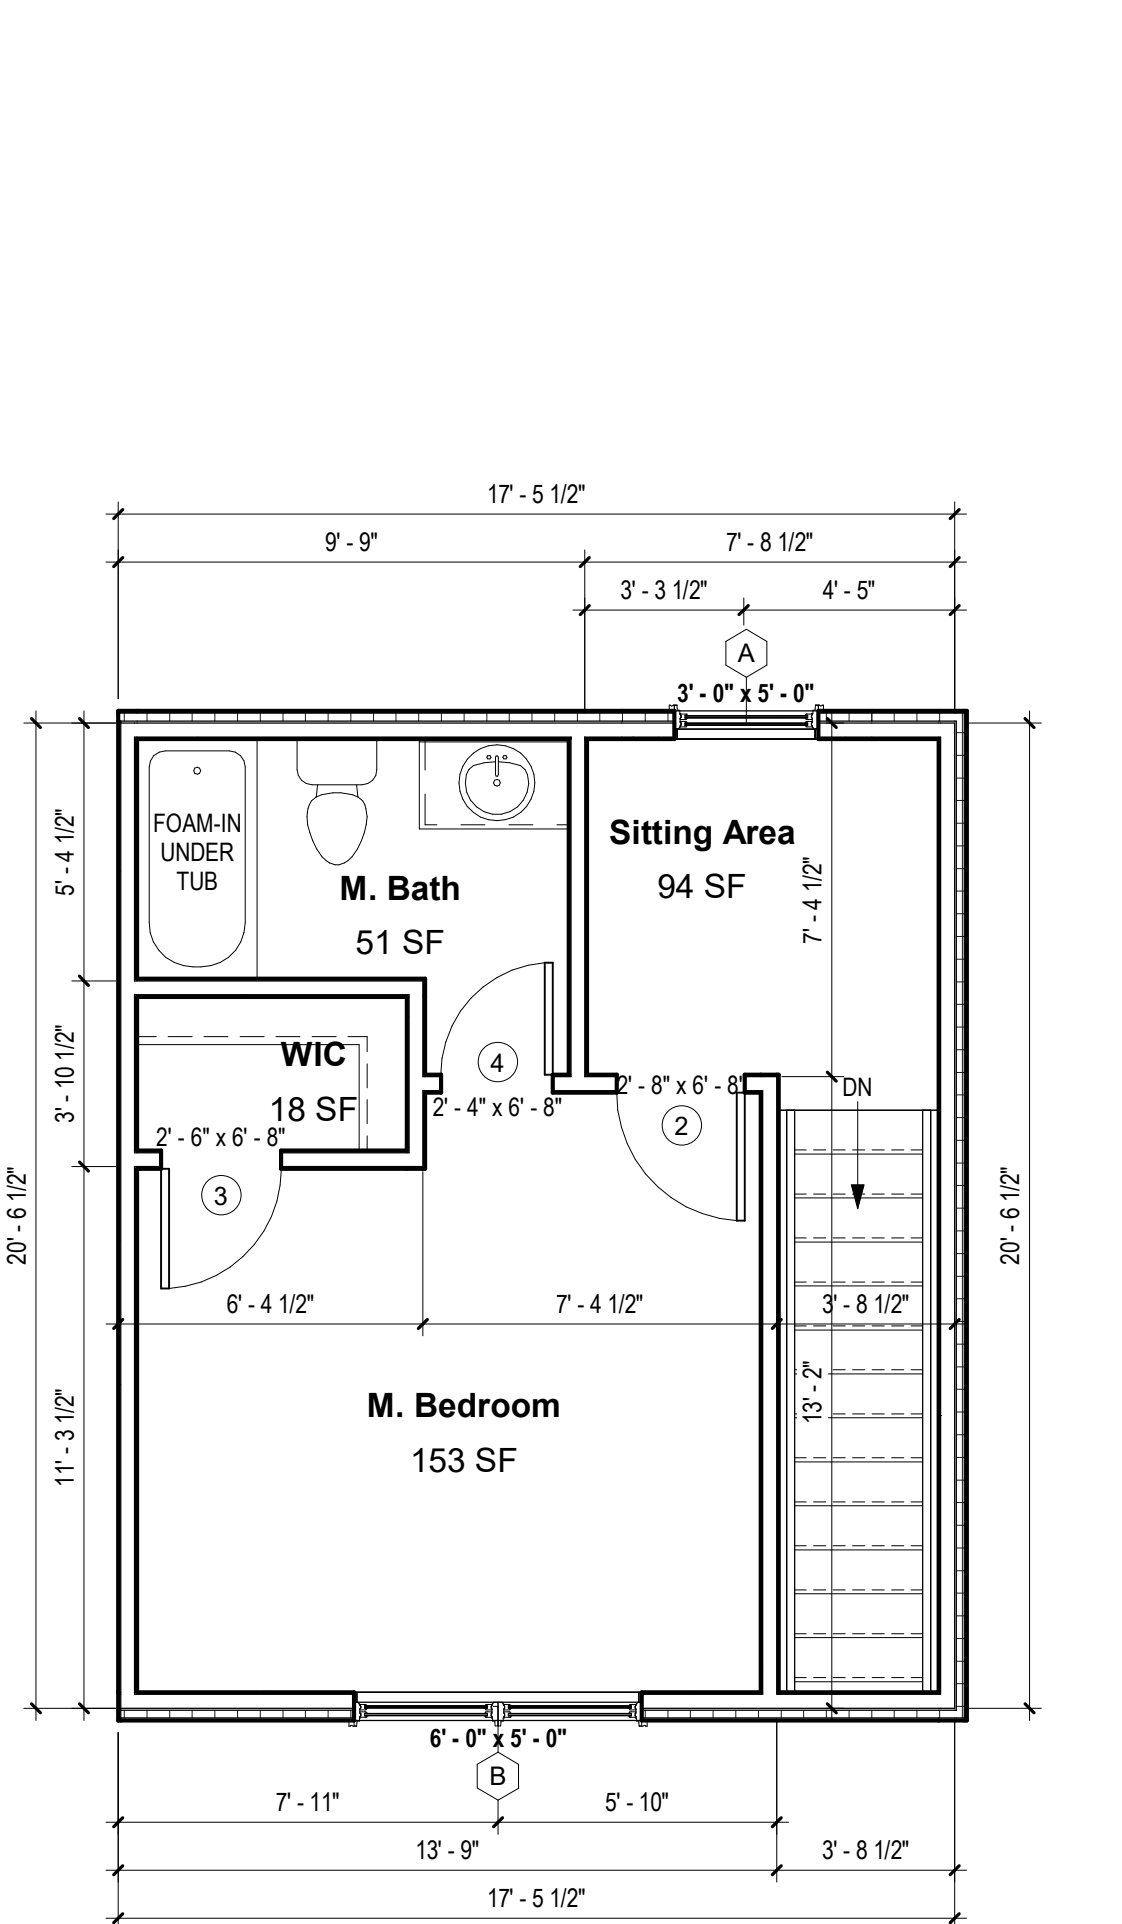 17' - 5 1/2"
9' - 9"
7' - 8 1/2"
3' - 3 1/2"
4' - 5"
A
3' - 0" x 5' - 0"
FOAM-IN
UNDER
TUB
Sitting Area
94 SF
5' - 4 1/2"
7' - 4 1/2"
M. Bath
51 SF
WIC
18 SF
3' - 10 1/2"
4
2' - 4" x 6' - 8"
2' - 8" x 6' - 8"
2
DN
2' - 6" x 6' - 8"
3
20' - 6 1/2"
20' - 6 1/2"
6' - 4 1/2"
7' - 4 1/2"
3' - 8 1/2"
13' - 2"
11' - 3 1/2"
M. Bedroom
153 SF
6' - 0" x 5' - 0"
B
7' - 11"
5' - 10"
13' - 9"
3' - 8 1/2"
17' - 5 1/2"